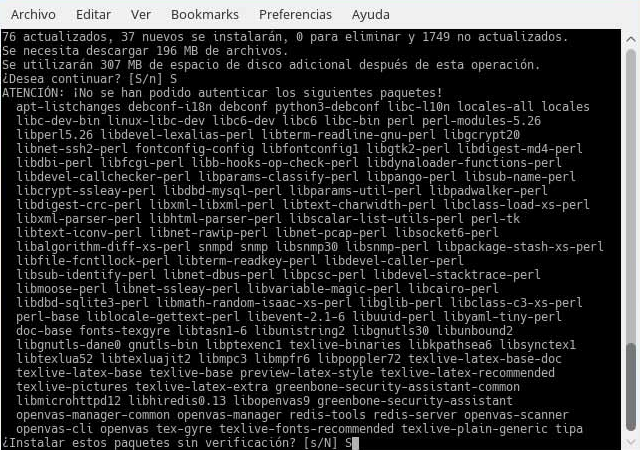 Archivo Editar Ver Bookmarks Preferencias Ayuda
76 actualizados, 37 nuevos se instalarán, 0 para eliminar y 1749 no actualizados.
Se necesita descargar 196 MB de archivos.
Se utilizarán 307 MB de espacio de disco adicional después de esta operación.
¿Desea continuar? [S/n] S
ATENCIÓN: ¡No se han podido autenticar los siguientes paquetes!
apt-listchanges debconf-i18n debconf python3-debconf libc-l10n locales-all locales
libc-dev-bin linux-libc-dev libc6-dev libc6 libc-bin perl perl-modules-5.26
libperl5.26 libdevel-lexalias-perl libterm-readline-gnu-perl libgcrypt20
libnet-ssh2-perl fontconfig-config libfontconfig1 libgtk2-perl libdigest-md4-perl
libdbi-perl libfcgi-perl libb-hooks-op-check-perl libdynaloader-functions-perl
libdevel-callchecker-perl libparams-classify-perl libpango-perl libsub-name-perl
libcrypt-ssleay-perl libdbd-mysql-perl libparams-util-perl libpadwalker-perl
libdigest-crc-perl libxml-libxml-perl libtext-charwidth-perl libclass-load-xs-perl
libxml-parser-perl libhtml-parser-perl libscalar-list-utils-perl perl-tk
libtext-iconv-perl libnet-rawip-perl libnet-pcap-perl libsocket6-perl
libalgorithm-diff-xs-perl snmpd snmp libsnmp30 libsnmp-perl libpackage-stash-xs-perl
libfile-fcntllock-perl libterm-readkey-perl libdevel-caller-perl
libsub-identify-perl libnet-dbus-perl libpcsc-perl libdevel-stacktrace-perl
libmoose-perl libnet-ssleay-perl libvariable-magic-perl libcairo-perl
libdbd-sqlite3-perl libmath-random-isaac-xs-perl libglib-perl libclass-c3-xs-perl
perl-base liblocale-gettext-perl libevent-2.1-6 libuuid-perl libyaml-tiny-perl
doc-base fonts-texgyre libtasn1-6 libunistring2 libgnutls30 libunbound2
libgnutls-dane0 gnutls-bin libptexenc1 texlive-binaries libkpathsea6 libsynctex1
libtexlua52 libtexluajit2 libmpc3 libmpfr6 libpoppler72 texlive-latex-base-doc
texlive-latex-base texlive-base preview-latex-style texlive-latex-recommended
texlive-pictures texlive-latex-extra greenbone-security-assistant-common
libmicrohttpd12 libhiredis0.13 libopenvas9 greenbone-security-assistant
openvas-manager-common openvas-manager redis-tools redis-server openvas-scanner
openvas-cli openvas tex-gyre texlive-fonts-recommended texlive-plain-generic tipa
¿Instalar estos paquetes sin verificación? [s/N] S